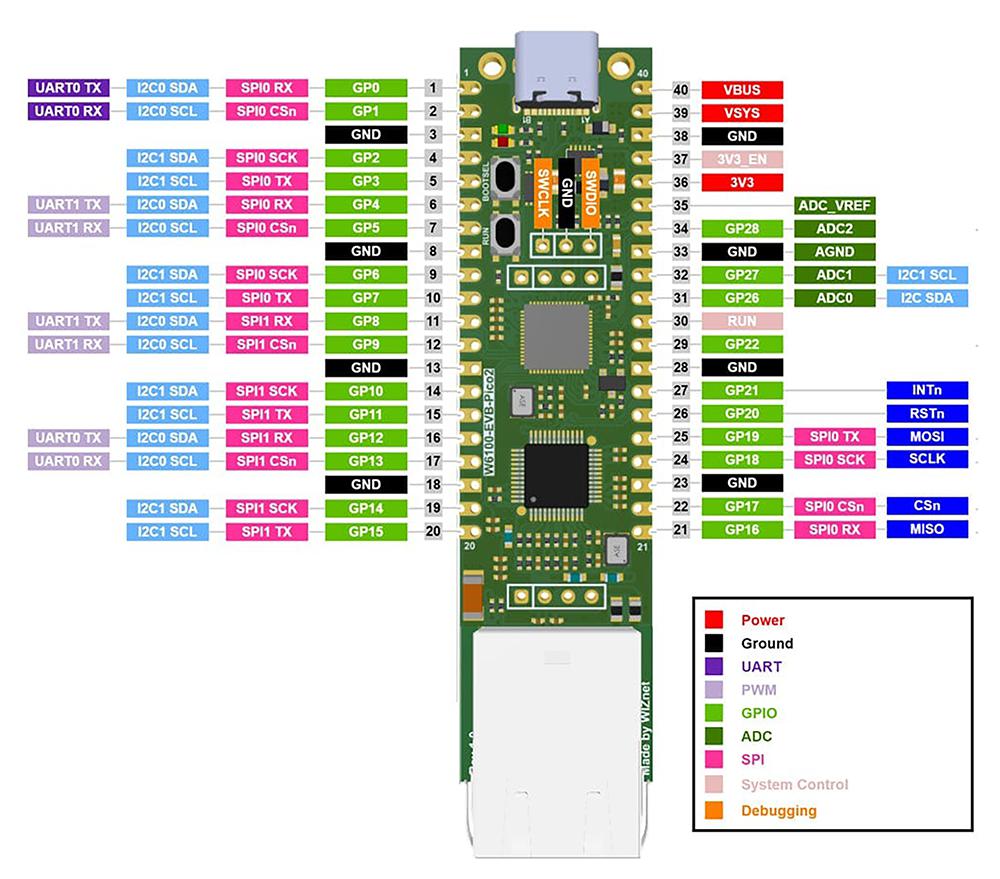 UART0 TX I2C0 SDA SPI0 RX GP0 1
UART0 RX I2C0 SCL SPI0 CSn GP1 2
GND 3
I2C1 SDA SPI0 SCK GP2 4
I2C1 SCL SPI0 TX GP3 5
UART1 TX I2C0 SDA SPI0 RX GP4 6
UART1 RX I2C0 SCL SPI0 CSn GP5 7
GND 8
I2C1 SDA SPI0 SCK GP6 9
I2C1 SCL SPI0 TX GP7 10
UART1 TX I2C0 SDA SPI1 RX GP8 11
UART1 RX I2C0 SCL SPI1 CSn GP9 12
GND 13
I2C1 SDA SPI1 SCK GP10 14
I2C1 SCL SPI1 TX GP11 15
UART0 TX I2C0 SDA SPI1 RX GP12 16
UART0 RX I2C0 SCL SPI1 CSn GP13 17
GND 18
I2C1 SDA SPI1 SCK GP14 19
I2C1 SCL SPI1 TX GP15 20
1
40
B1
A1
BOOTSEL
RUN
SWCLK
GND
SWDIO
W6100-EVB-Pico2
20
21
Made by WIZnet
40 VBUS
39 VSYS
38 GND
37 3V3_EN
36 3V3
35 ADC_VREF
34 GP28 ADC2
33 GND AGND
32 GP27 ADC1 I2C1 SCL
31 GP26 ADC0 I2C SDA
30 RUN
29 GP22
28 GND
27 GP21 INTn
26 GP20 RSTn
25 GP19 SPI0 TX MOSI
24 GP18 SPI0 SCK SCLK
23 GND
22 GP17 SPI0 CSn CSn
21 GP16 SPI0 RX MISO
Power
Ground
UART
PWM
GPIO
ADC
SPI
System Control
Debugging